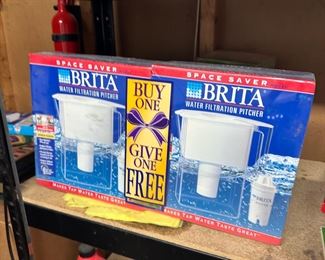 SPACE SAVER
BRITA®
WATER FILTRATION PITCHER
MAKES TAP WATER TASTE GREAT
BUY
ONE
GIVE
ONE
FREE
SPACE SAVER
BRITA®
WATER FILTRATION PITCHER
BRITA
MAKES TAP WATER TASTE GREAT